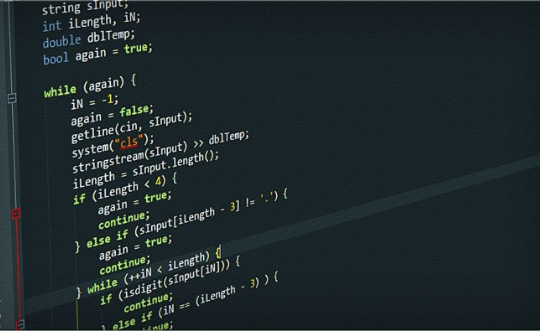 string sInput;
int iLength, iN;
double dblTemp;
bool again = true;
while (again) {
iN = -1;
again = false;
getline(cin, sInput);
system("cls");
stringstream(sInput) >> dblTemp;
iLength = sInput.length();
if (iLength < 4) {
again = true;
continue;
} else if (sInput[iLength - 3] != '.') {
again = true;
continue;
} while (++iN < iLength) {
if (isdigit(sInput[iN])) {
continue;
} else if (iN == (iLength - 3) ) {
continue;